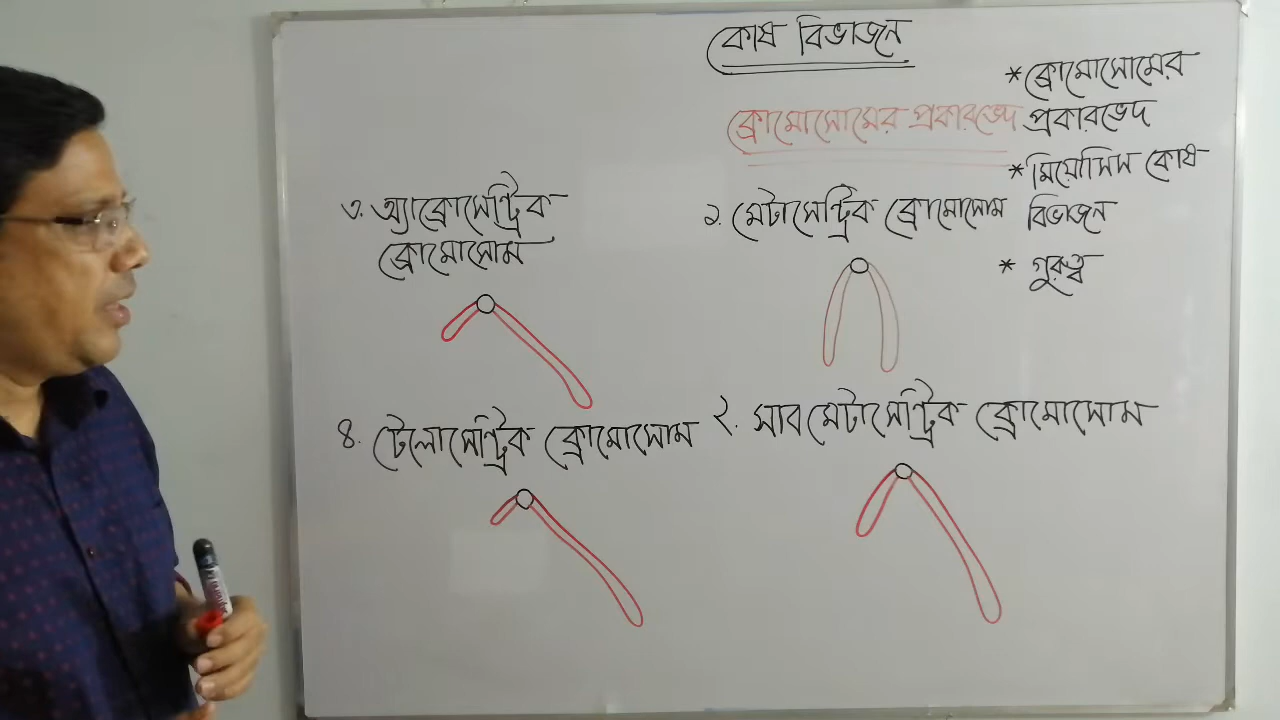 কোষ বিভাজন
ক্রোমোসোমের প্রকারভেদ
* ক্রোমোসোমের
প্রকারভেদ
* মিয়োসিস কোষ
বিভাজন
* গুরুত্ব
১. মেটাসেন্ট্রিক ক্রোমোসোম
২. সাবমেটাসেন্ট্রিক ক্রোমোসোম
৩. অ্যাক্রোসেন্ট্রিক
ক্রোমোসোম
৪. টেলোসেন্ট্রিক ক্রোমোসোম